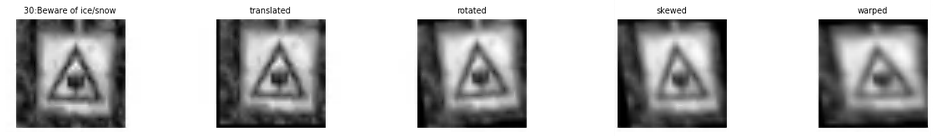 30:Beware of ice/snow translated rotated skewed warped